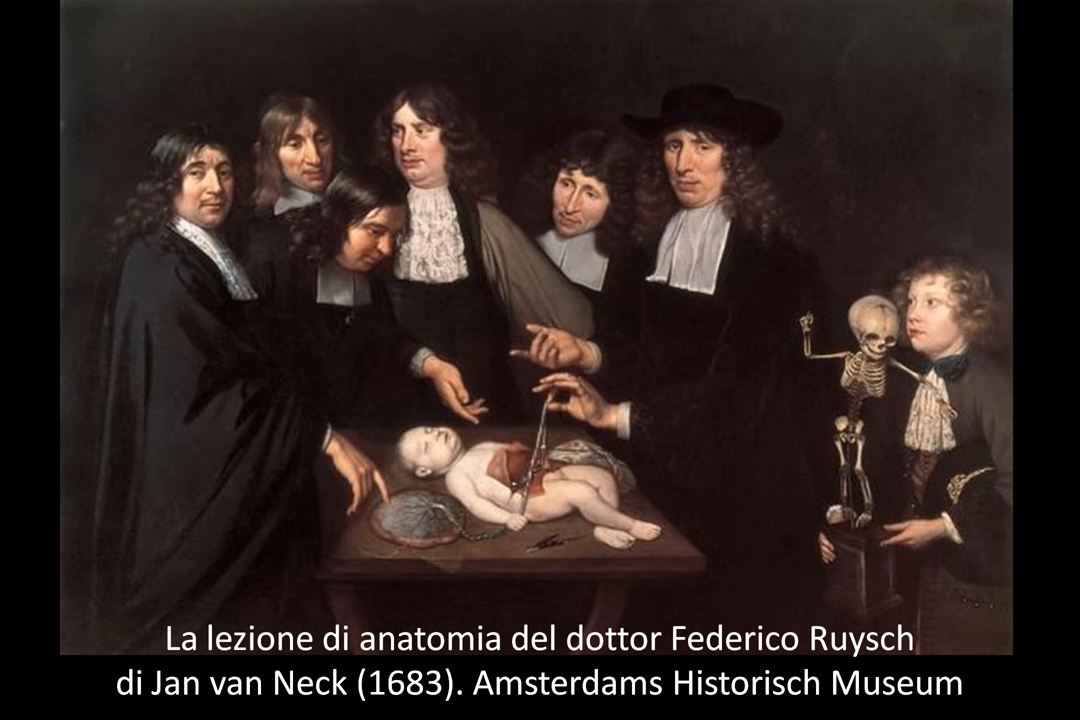 La lezione di anatomia del dottor Federico Ruysch
di Jan van Neck (1683). Amsterdams Historisch Museum